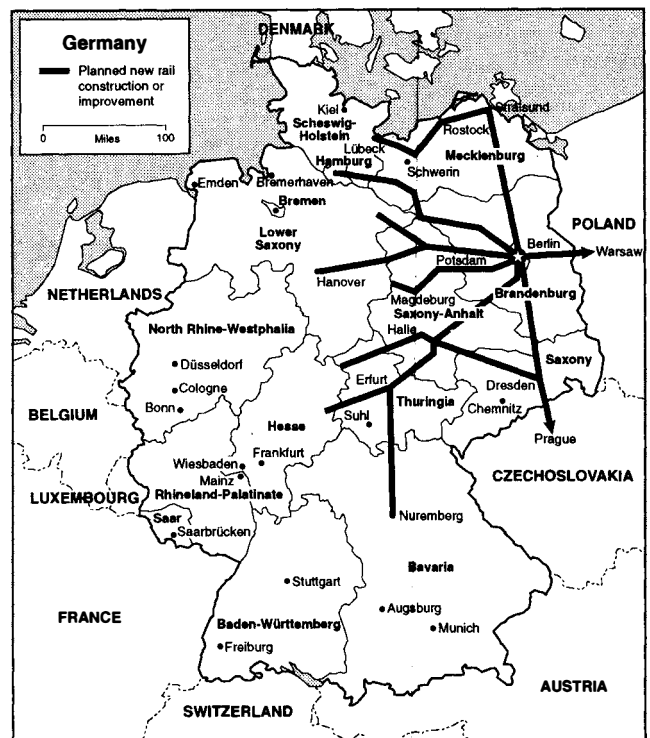 DENMARK
Germany
Planned new rail
construction or
improvement
0
100
Miles
Kiel
Scheswig-
Holstein
Stralsund
Rostock
Lübeck
Mecklenburg
Hamburg
Schwerin
Emden
Bremerhaven
Bremen
Lower
Saxony
POLAND
Berlin
Warsaw
Potsdam
Hanover
NETHERLANDS
Brandenburg
Magdeburg
Saxony-Anhalt
North Rhine-Westphalia
Halle
Saxony
Düsseldorf
Erfurt
Dresden
Cologne
Thuringia
Chemnitz
BELGIUM
Bonn
Suhl
Hesse
Prague
Frankfurt
Wiesbaden
Mainz
CZECHOSLOVAKIA
LUXEMBOURG
Rhineland-Palatinate
Saar
Nuremberg
Saarbrücken
Bavaria
Stuttgart
Augsburg
FRANCE
Baden-Württemberg
Munich
Freiburg
AUSTRIA
SWITZERLAND